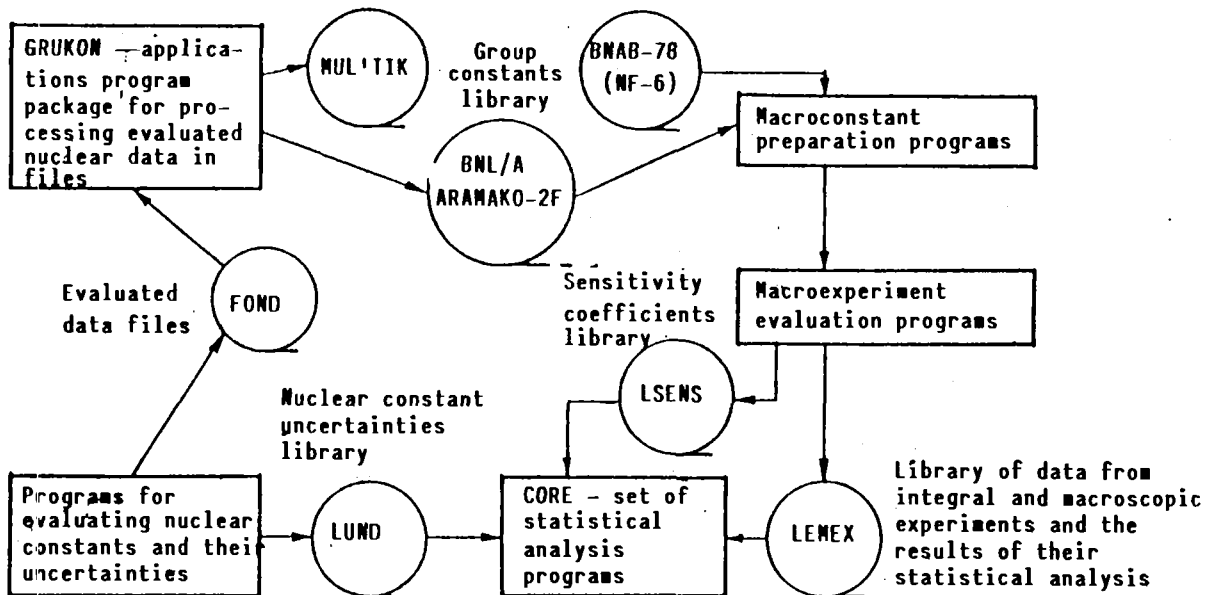 GRUKON — applica-
tions program
package for pro-
cessing evaluated
nuclear data in
files
MUL'TIK
Group
constants
library
BNAB-78
(NF-6)
Macroconstant
preparation programs
BNL/A
ARAMAKO-2F
Evaluated
data files
FOND
Sensitivity
coefficients
library
Macroexperiment
evaluation programs
LSENS
Nuclear constant
uncertainties
library
Programs for
evaluating nuclear
constants and their
uncertainties
LUND
CORE - set of
statistical
analysis
programs
LEMEX
Library of data from
integral and macroscopic
experiments and the
results of their
statistical analysis